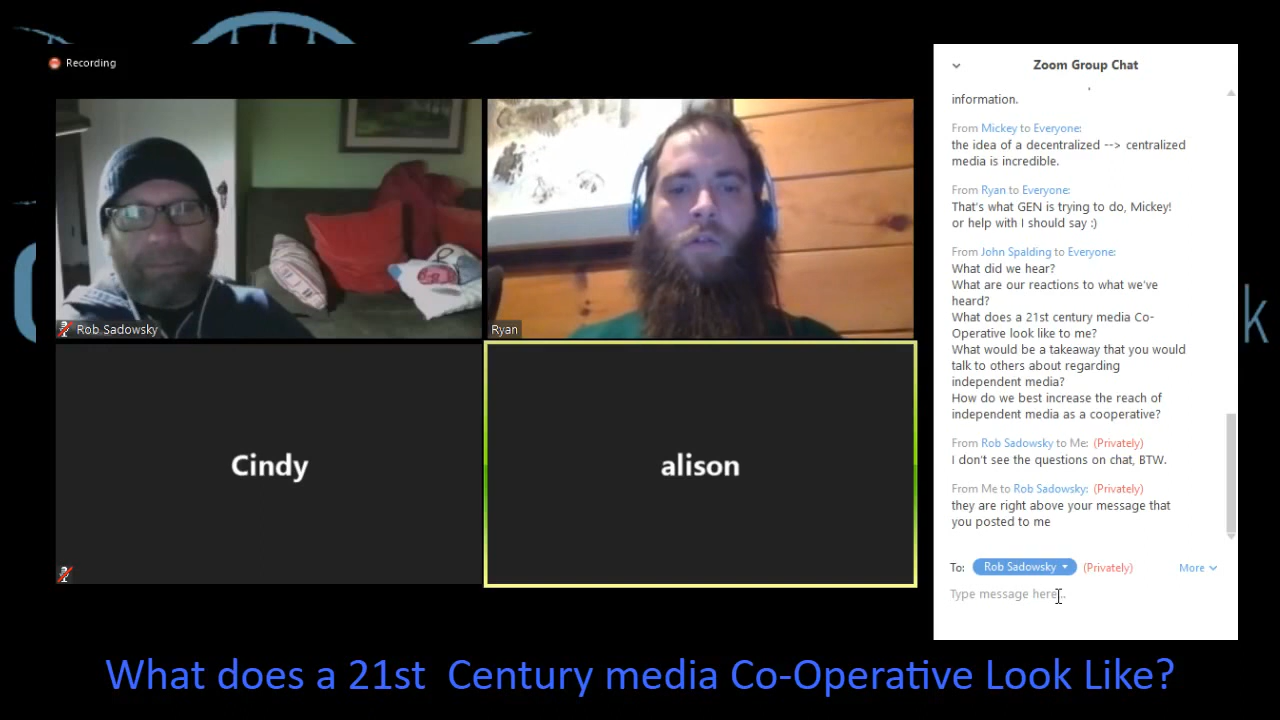 Recording
Rob Sadowsky
Ryan
Cindy
alison
Zoom Group Chat
information.
From Mickey to Everyone:
the idea of a decentralized --> centralized
media is incredible.
From Ryan to Everyone:
That's what GEN is trying to do, Mickey!
or help with I should say :)
From John Spalding to Everyone:
What did we hear?
What are our reactions to what we've
heard?
What does a 21st century media Co-
Operative look like to me?
What would be a takeaway that you would
talk to others about regarding
independent media?
How do we best increase the reach of
independent media as a cooperative?
From Rob Sadowsky to Me: (Privately)
I don't see the questions on chat, BTW.
From Me to Rob Sadowsky: (Privately)
they are right above your message that
you posted to me
To: Rob Sadowsky (Privately) More
Type message here...
What does a 21st  Century media Co-Operative Look Like?